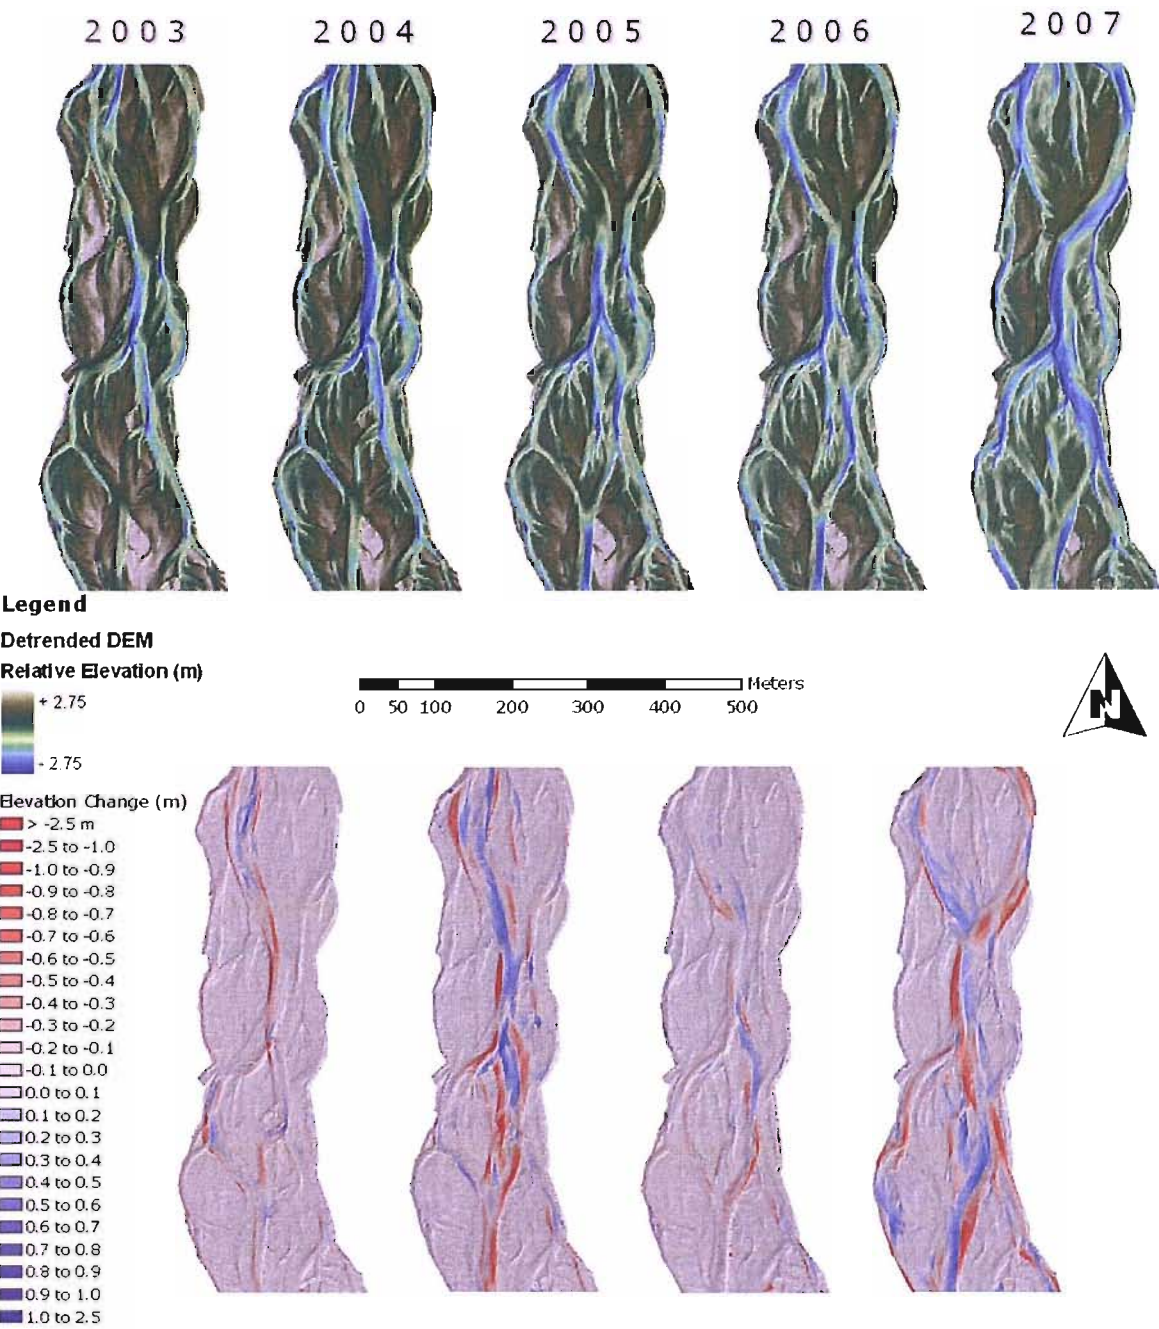 2003 2004 2005 2006 2007
Legend
Detrended DEM
Relative Elevation (m)
+ 2.75
- 2.75
Meters
0 50 100 200 300 400 500
N
Elevation Change (m)
> -2.5 m
-2.5 to -1.0
-1.0 to -0.9
-0.9 to -0.8
-0.8 to -0.7
-0.7 to -0.6
-0.6 to -0.5
-0.5 to -0.4
-0.4 to -0.3
-0.3 to -0.2
-0.2 to -0.1
-0.1 to 0.0
0.0 to 0.1
0.1 to 0.2
0.2 to 0.3
0.3 to 0.4
0.4 to 0.5
0.5 to 0.6
0.6 to 0.7
0.7 to 0.8
0.8 to 0.9
0.9 to 1.0
1.0 to 2.5